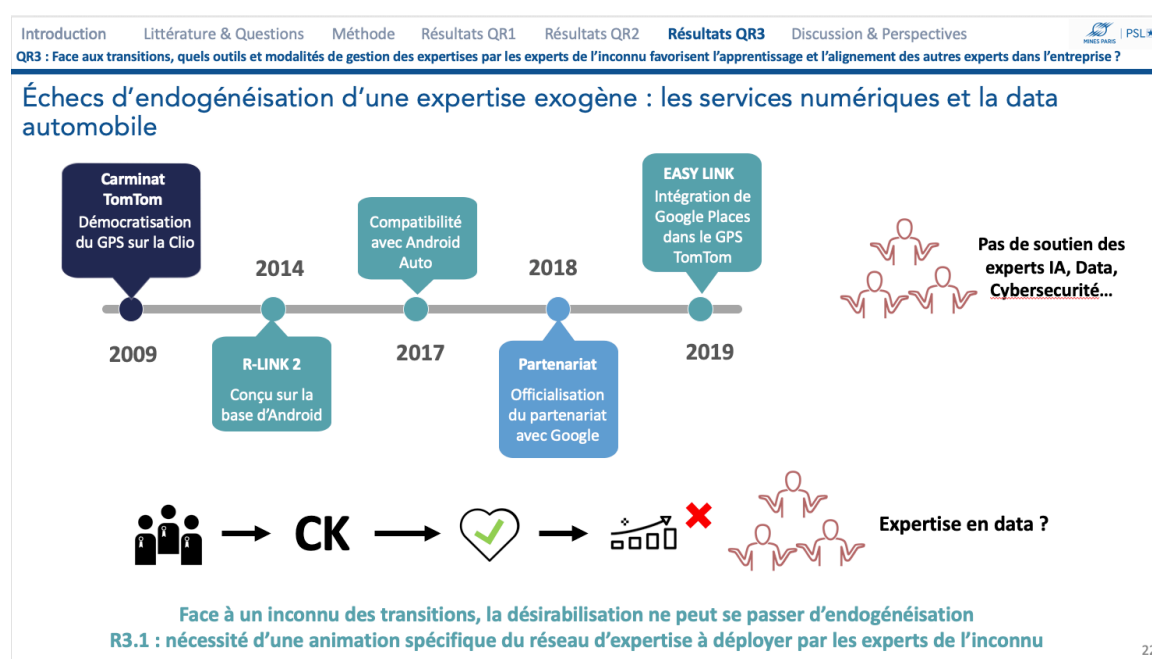 Introduction Littérature & Questions Méthode Résultats QR1 Résultats QR2 Résultats QR3 Discussion & Perspectives
MINES PARIS | PSL
QR3 : Face aux transitions, quels outils et modalités de gestion des expertises par les experts de l'inconnu favorisent l'apprentissage et l'alignement des autres experts dans l'entreprise ?
Échecs d'endogénéisation d'une expertise exogène : les services numériques et la data
automobile
Carminat
TomTom
Démocratisation
du GPS sur la Clio
2009
2014
R-LINK 2
Conçu sur la
base d'Android
Compatibilité
avec Android
Auto
2017
2018
Partenariat
Officialisation
du partenariat
avec Google
EASY LINK
Intégration de
Google Places
dans le GPS
TomTom
2019
Pas de soutien des
experts IA, Data,
Cybersecurité...
CK
Expertise en data ?
Face à un inconnu des transitions, la désirabilisation ne peut se passer d'endogénéisation
R3.1 : nécessité d'une animation spécifique du réseau d'expertise à déployer par les experts de l'inconnu
22